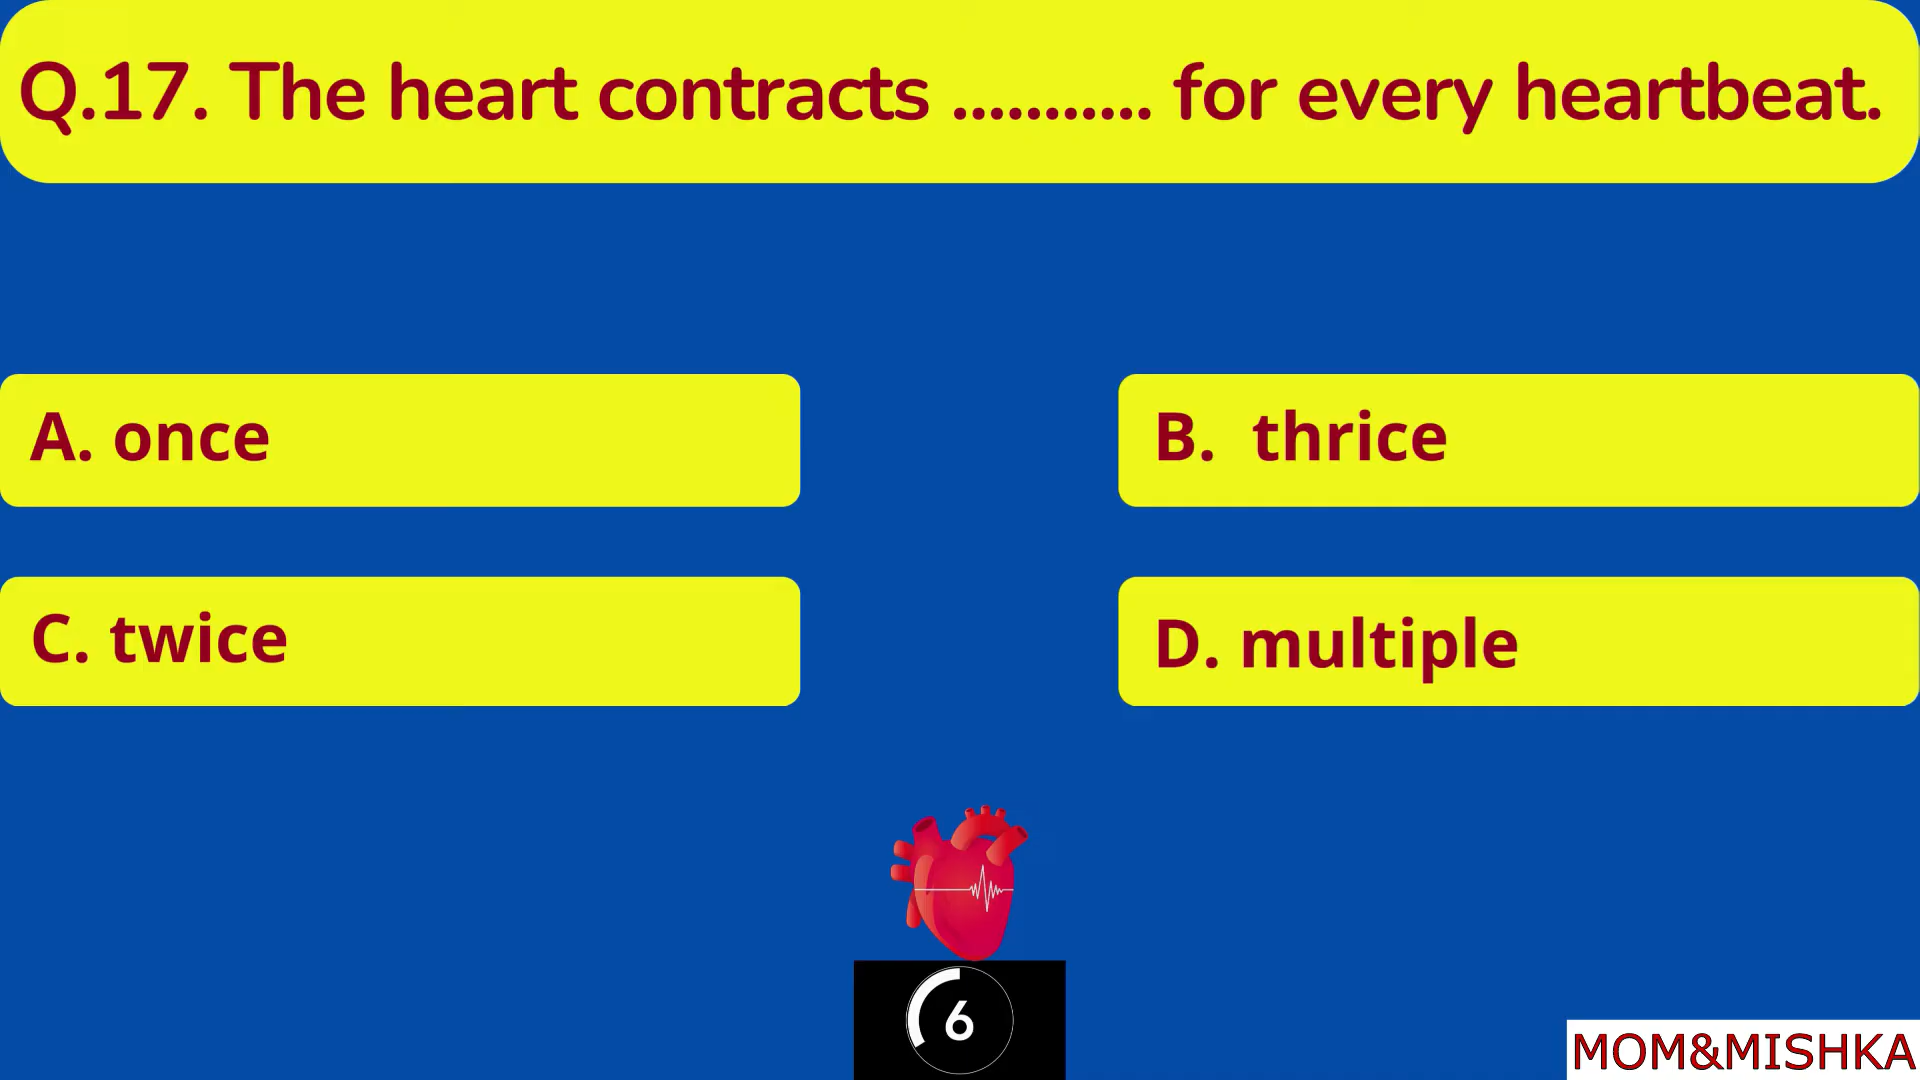 Q.17. The heart contracts ........... for every heartbeat.
A. once
B. thrice
C. twice
D. multiple
6
MOM&MISHKA